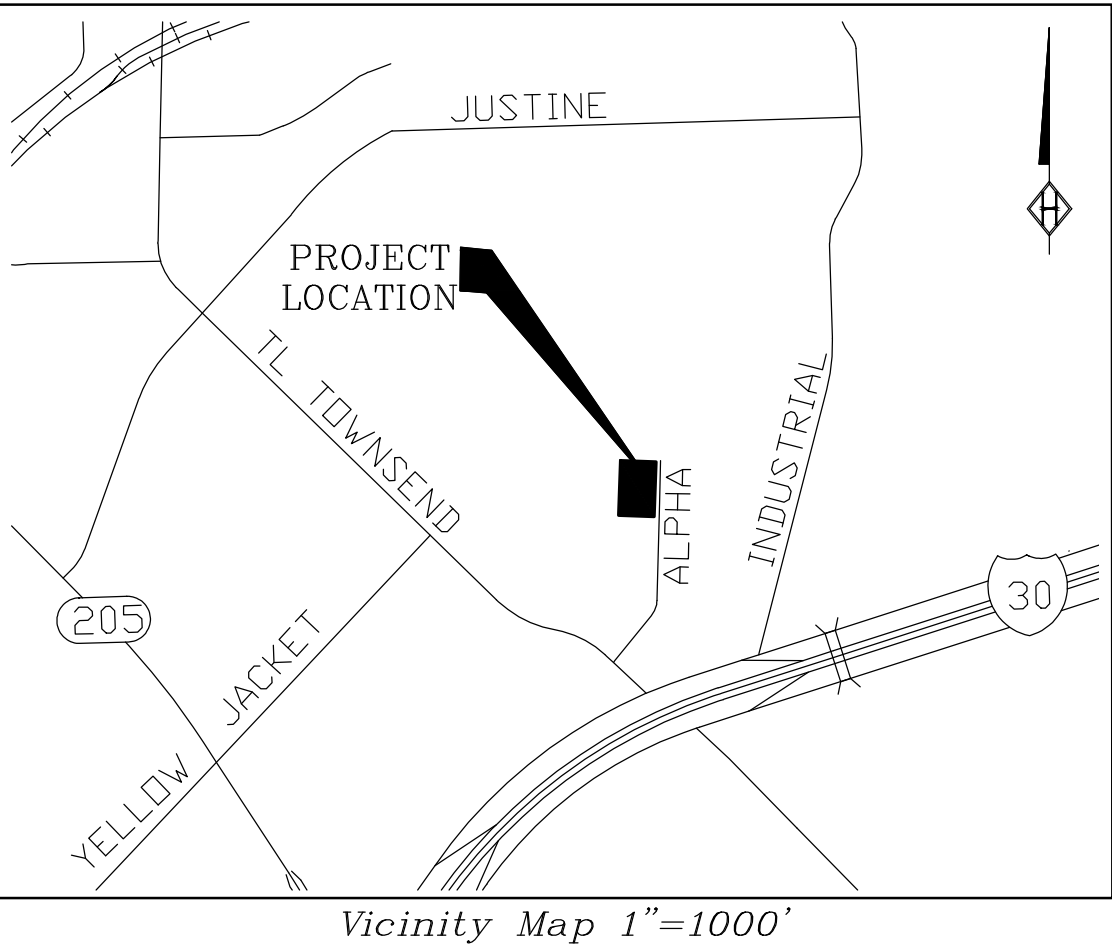 JUSTINE
H
PROJECT
LOCATION
TL TOWNSEND
INDUSTRIAL
ALPHA
30
205
YELLOW JACKET
Vicinity Map 1"=1000'